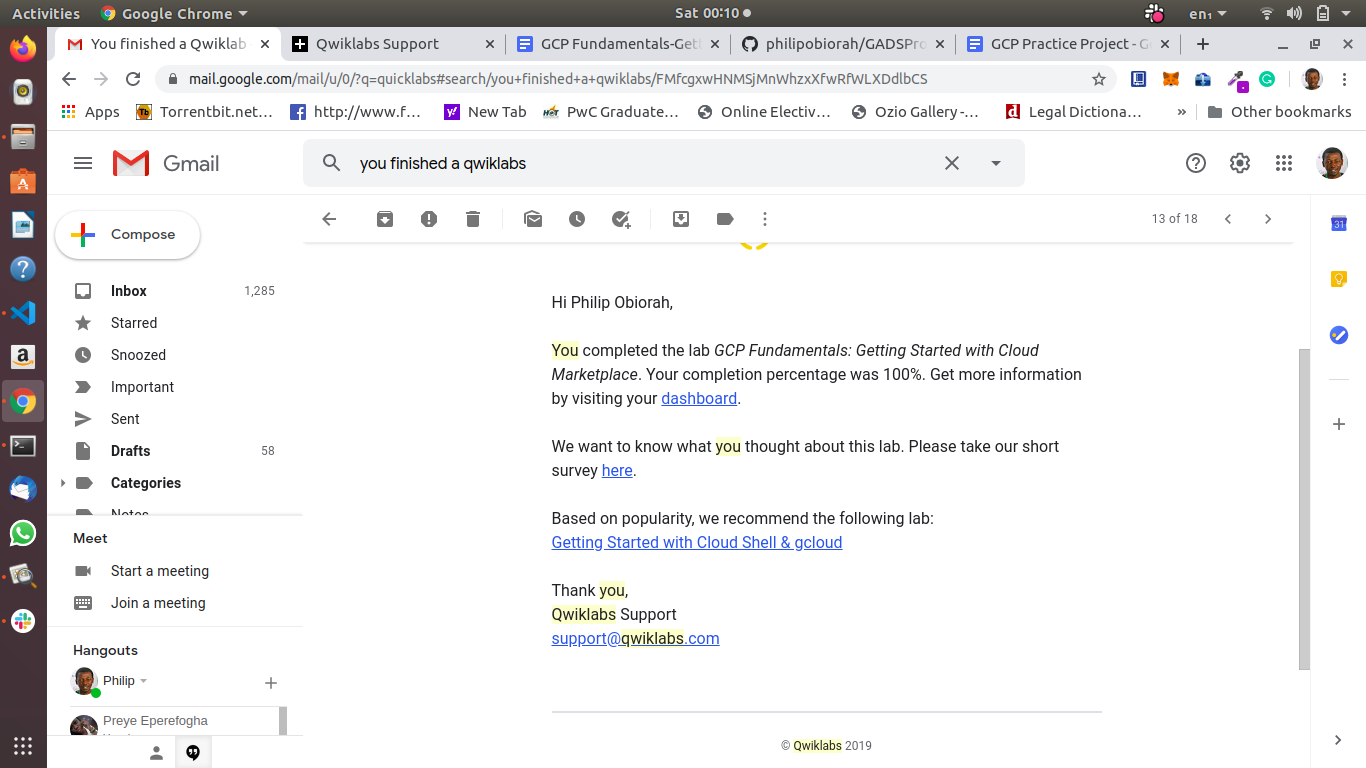 Activities
Google Chrome
Sat 00:10
en₁
You finished a Qwiklab
Qwiklabs Support
GCP Fundamentals-Gett
philipobiorah/GADSPro
GCP Practice Project - G
mail.google.com/mail/u/0/?q=quicklabs#search/you+finished+a+qwiklabs/FMfcgxwHNMSjMnWhzxXfwRfWLXDdlbCS
Apps
Torrentbit.net…
http://www.f…
New Tab
PwC Graduate…
Online Electiv…
Ozio Gallery -…
Legal Dictiona…
»
Other bookmarks
Gmail
you finished a qwiklabs
Compose
13 of 18
31
Inbox 1,285
Starred
Snoozed
Important
Sent
Drafts 58
Categories
Notes
Meet
Start a meeting
Join a meeting
Hangouts
Philip
Preye Eperefogha
Hi Philip Obiorah,
You completed the lab GCP Fundamentals: Getting Started with Cloud
Marketplace. Your completion percentage was 100%. Get more information
by visiting your dashboard.
We want to know what you thought about this lab. Please take our short
survey here.
Based on popularity, we recommend the following lab:
Getting Started with Cloud Shell & gcloud
Thank you,
Qwiklabs Support
support@qwiklabs.com
© Qwiklabs 2019